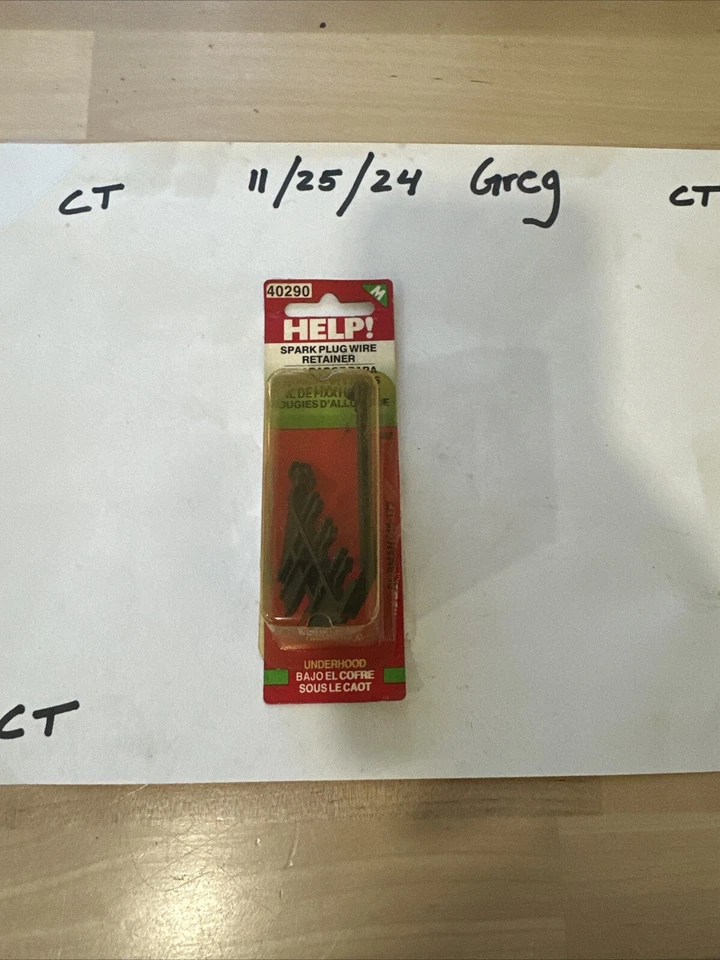 CT 11/25/24 Greg CT
40290 M
HELP!
SPARK PLUG WIRE
RETAINER
PARA
UNDERHOOD
BAJO EL COFRE
SOUS LE CAOT
CT